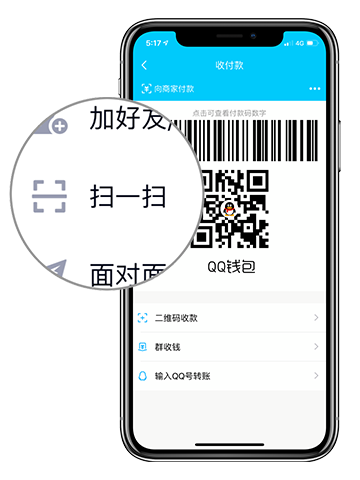 5:17
4G
收付款
向商家付款
点击可查看付款码数字
加好友
扫一扫
面对面
QQ钱包
二维码收款
群收钱
输入QQ号转账